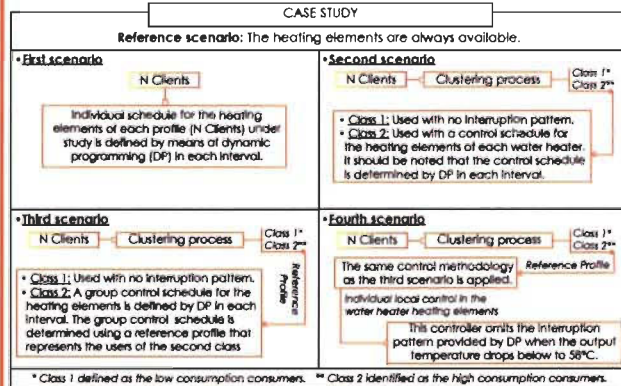 CASE STUDY
Reference scenario: The heating elements are always available.
• First scenario
N Clients
Individual schedule for the heating
elements of each profile (N Clients) under
study is defined by means of dynamic
programming (DP) in each interval.
• Second scenario
N Clients
Clustering process
Class 1*
Class 2**
• Class 1: Used with no interruption pattern.
• Class 2: Used with a control schedule for
the heating elements of each water heater.
It should be noted that the control schedule
is determined by DP in each interval.
• Third scenario
N Clients
Clustering process
Class 1*
Class 2**
Reference
Profile
• Class 1: Used with no interruption pattern.
• Class 2: A group control schedule for the
heating elements is defined by DP in each
interval. The group control schedule is
determined using a reference profile that
represents the users of the second class
• Fourth scenario
N Clients
Clustering process
Class 1*
Class 2**
The same control methodology
as the third scenario is applied.
Reference Profile
Individual local control in the
water heater heating elements
This controller omits the interruption
pattern provided by DP when the output
temperature drops below to 58°C.
* Class 1 defined as the low consumption consumers. ** Class 2 identified as the high consumption consumers.